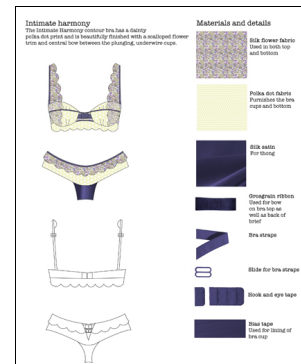 Intimate harmony
The Intimate Harmony contour bra has a dainty
polka dot print and is beautifully finished with a scalloped flower
trim and central bow between the plunging, underwire cups.
Materials and details
Silk flower fabric
Used in both top
and bottom
Polka dot fabric
Furnishes the bra
cups and bottom
Silk satin
For thong
Grosgrain ribbon
Used for bow
on bra top as
well as back of
brief
Bra straps
Slide for bra straps
Hook and eye tape
Bias tape
Used for lining of
bra cup